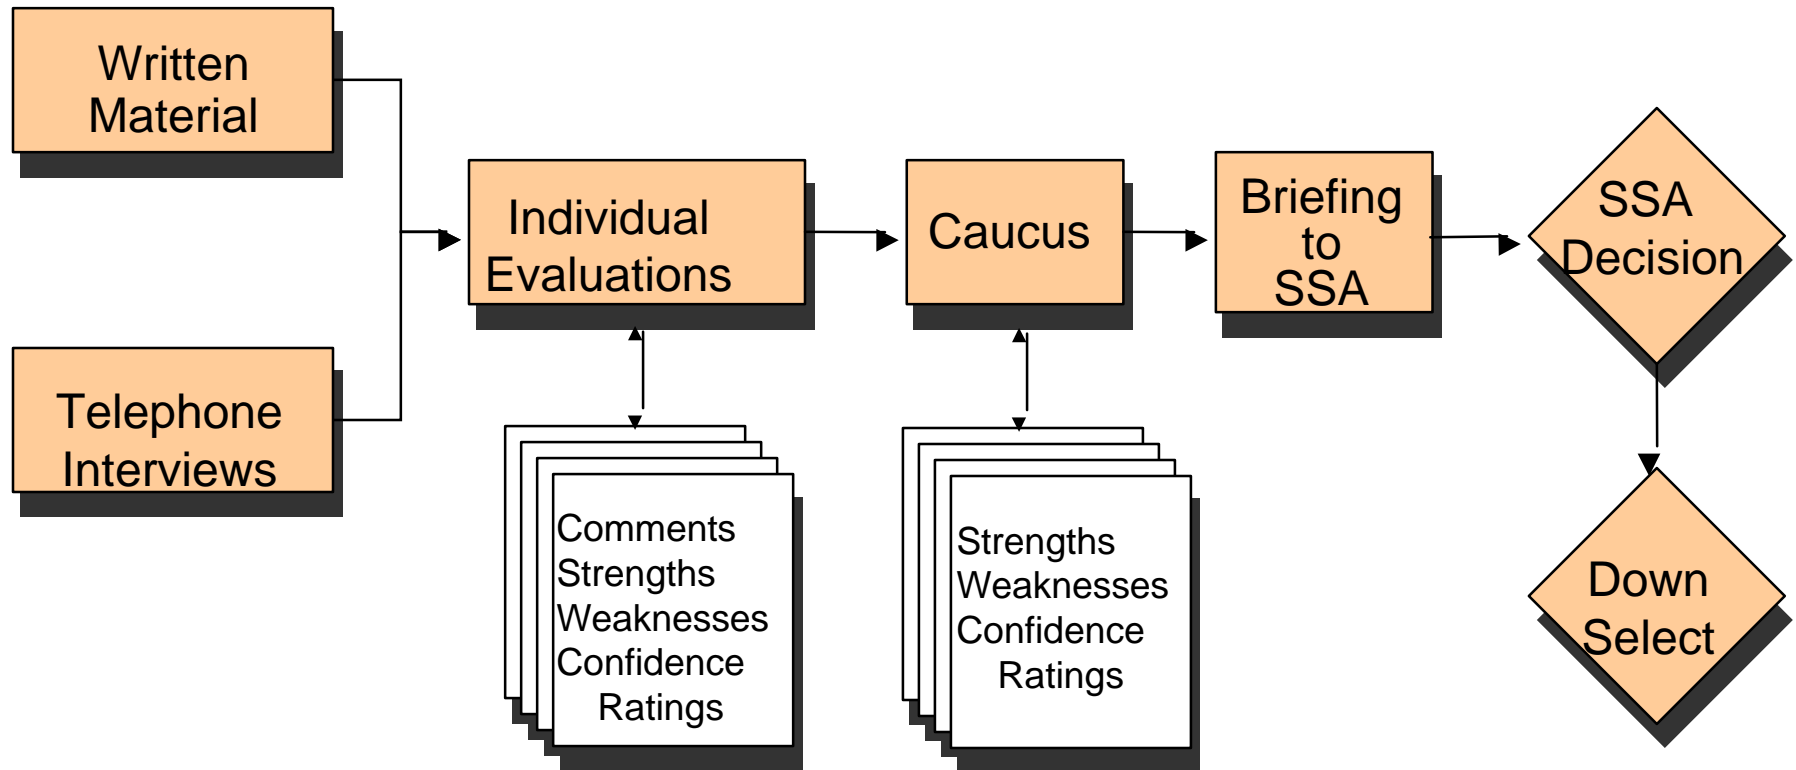 Written
Material
Telephone
Interviews
Individual
Evaluations
Comments
Strengths
Weaknesses
Confidence
Ratings
Caucus
Strengths
Weaknesses
Confidence
Ratings
Briefing
to
SSA
SSA
Decision
Down
Select